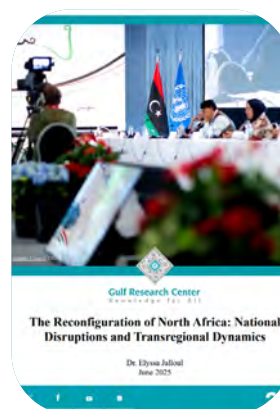 Gulf Research Center
Knowledge for All
The Reconfiguration of North Africa: National
Disruptions and Transregional Dynamics
Dr. Elyssa Jalloul
June 2025